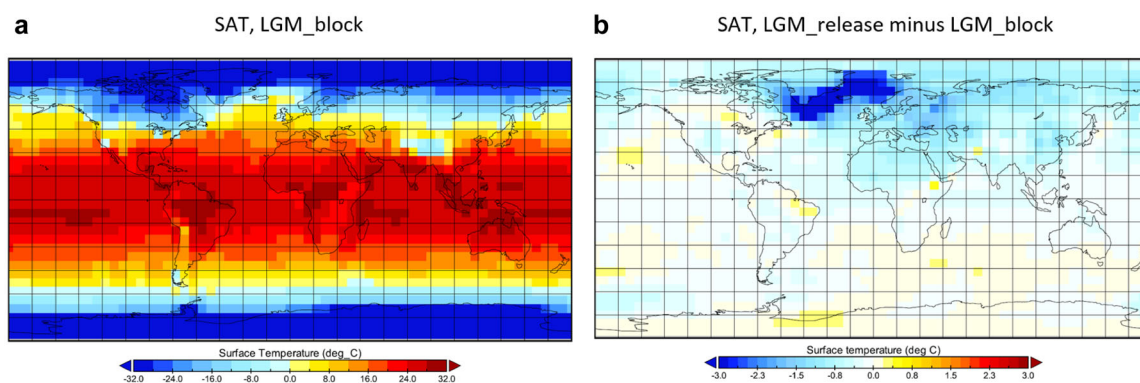 a
SAT, LGM_block
Surface Temperature (deg_C)
-32.0 -24.0 -16.0 -8.0 0.0 8.0 16.0 24.0 32.0
b
SAT, LGM_release minus LGM_block
Surface temperature (deg C)
-3.0 -2.3 -1.5 -0.8 0.0 0.8 1.5 2.3 3.0